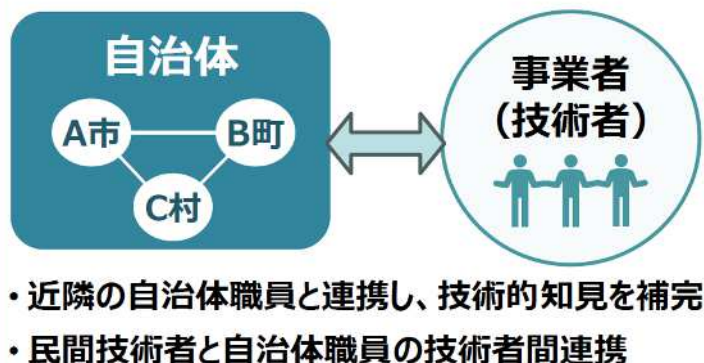 自治体
A市
B町
C村
事業者
（技術者）
・近隣の自治体職員と連携し、技術的知見を補完
・民間技術者と自治体職員の技術者間連携